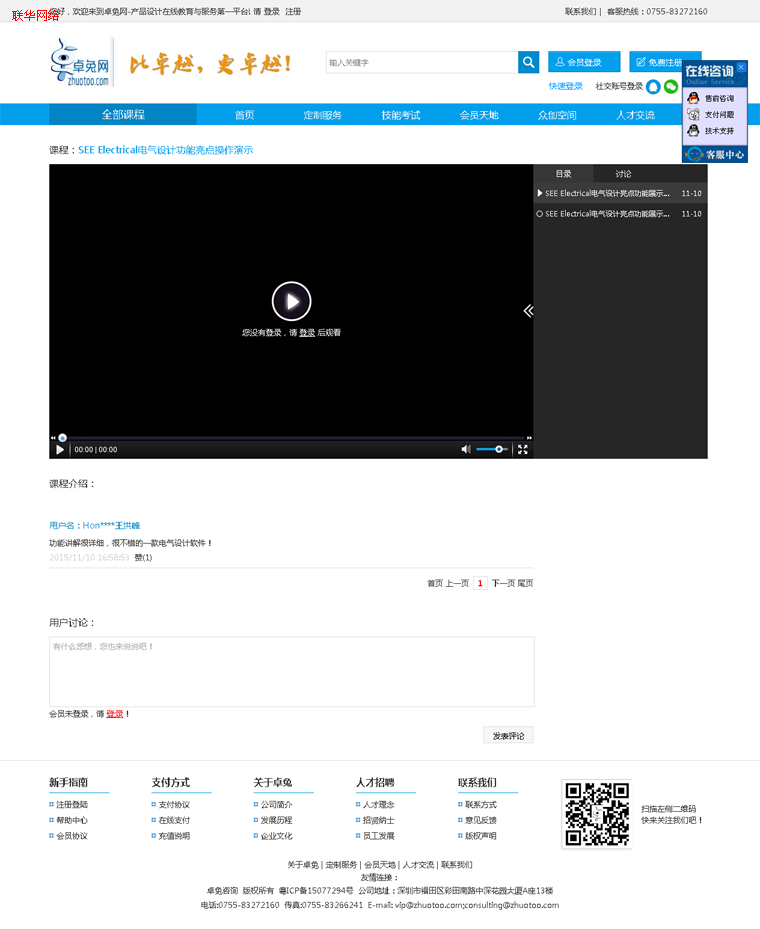 联华网络
您好，欢迎来到卓兔网-产品设计在线教育与服务第一平台! 请 登录 注册
联系我们 | 客服热线：0755-83272160
卓兔网
zhuotoo.com
比卓越，更卓越!
输入关键字
会员登录
免费注册
快速登录 社交账号登录
在线咨询
Online Service
售前咨询
支付问题
技术支持
客服中心
全部课程 首页 定制服务 技能考试 会员天地 众创空间 人才交流
课程：SEE Electrical电气设计功能亮点操作演示
目录 讨论
SEE Electrical电气设计亮点功能展示... 11-10
SEE Electrical电气设计亮点功能展示... 11-10
您没有登录，请 登录 后观看
00:00 | 00:00
课程介绍：
用户名：Hon****王洪峰
功能讲解很详细，很不错的一款电气设计软件！
2015/11/10 16:58:53 赞(1)
首页 上一页 1 下一页 尾页
用户讨论：
有什么想想，您也来说说吧！
会员未登录，请 登录！
发表评论
新手指南 支付方式 关于卓兔 人才招聘 联系我们
注册登陆 支付协议 公司简介 人才理念 联系方式
帮助中心 在线支付 发展历程 招贤纳士 意见反馈
会员协议 充值说明 企业文化 员工发展 版权声明
扫描左侧二维码
快来关注我们吧！
关于卓兔 | 定制服务 | 会员天地 | 人才交流 | 联系我们
友情连接：
卓兔咨询 版权所有 粤ICP备15077294号 公司地址：深圳市福田区彩田南路中深花园大厦A座13楼
电话:0755-83272160 传真:0755-83266241 E-mail: vip@zhuotoo.com;consulting@zhuotoo.com